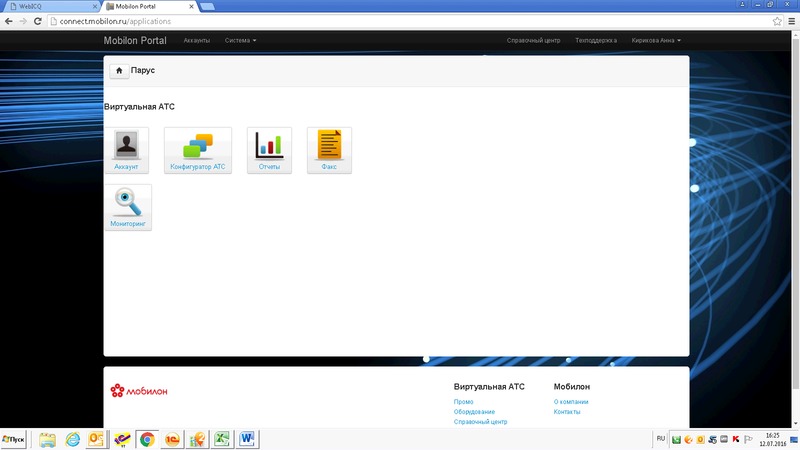 WebICQ
Mobilon Portal
connect.mobilon.ru/applications
Mobilon Portal Аккаунты Система Справочный центр Техподдержка Кирикова Анна
Парус
Виртуальная АТС
Аккаунт Конфигуратор АТС Отчеты Факс
Мониторинг
мобилон
Виртуальная АТС Мобилон
Промо О компании
Оборудование Контакты
Справочный центр
Пуск
RU
16:25
12.07.2016